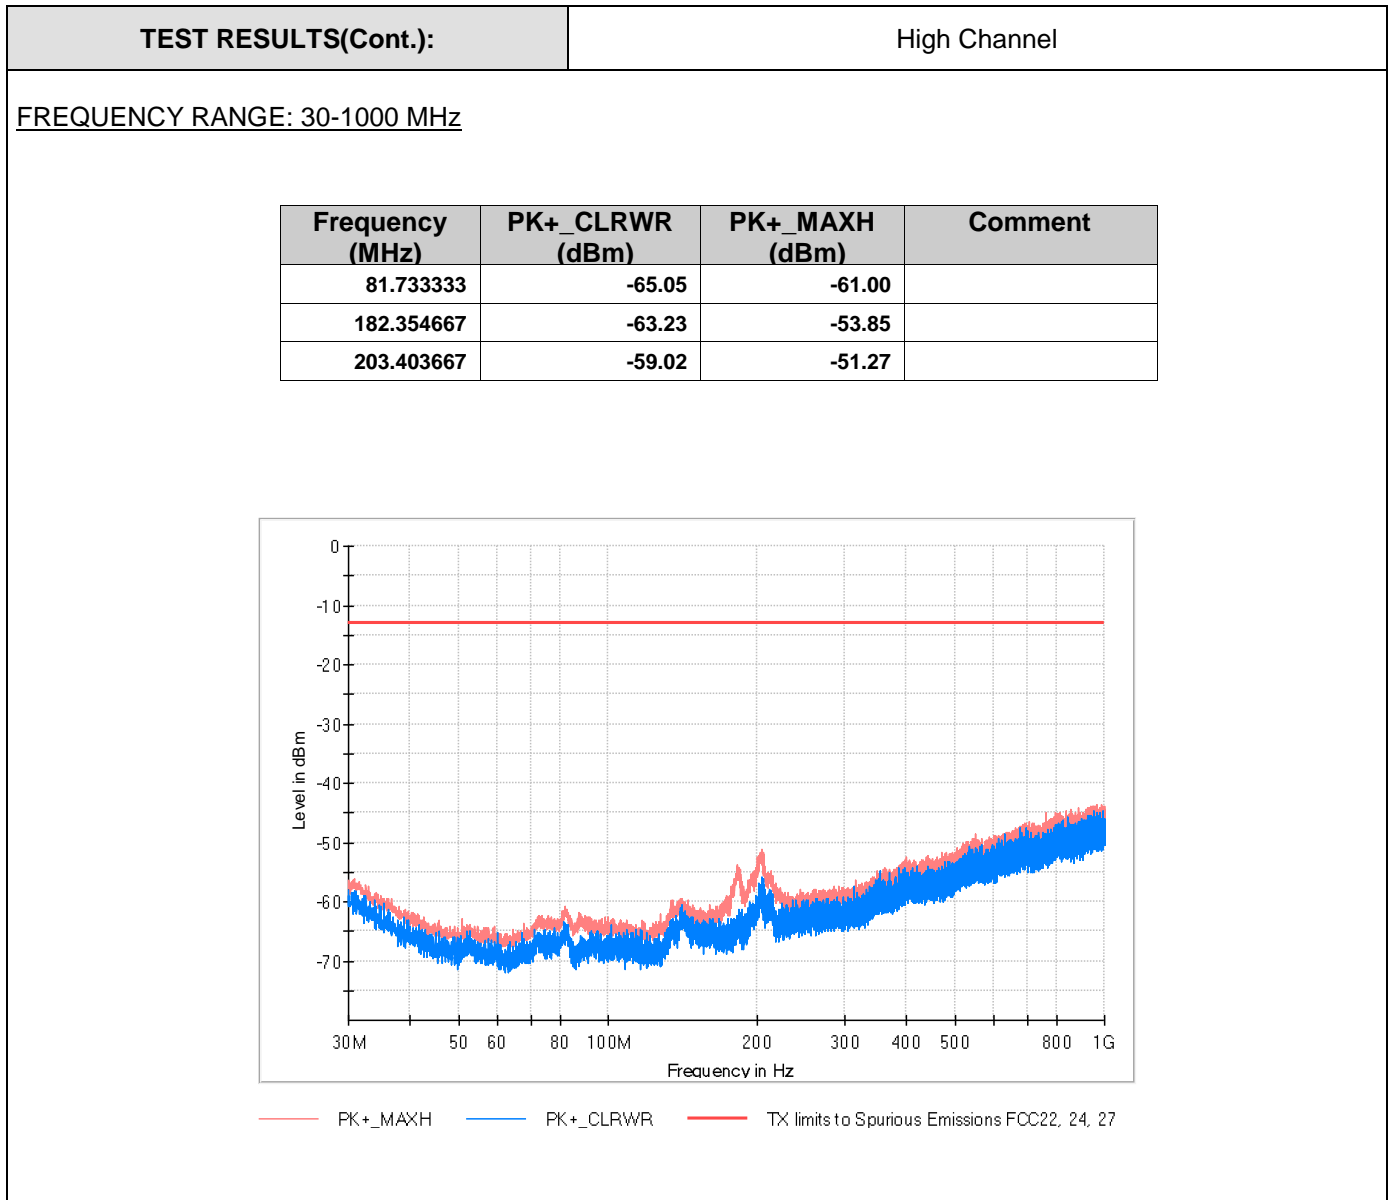 TEST RESULTS(Cont.): High Channel
FREQUENCY RANGE: 30-1000 MHz
Frequency (MHz) PK+_CLRWR (dBm) PK+_MAXH (dBm) Comment
81.733333 -65.05 -61.00
182.354667 -63.23 -53.85
203.403667 -59.02 -51.27
0
-10
-20
-30
-40
-50
-60
-70
Level in dBm
30M 50 60 80 100M 200 300 400 500 800 1G
Frequency in Hz
PK+_MAXH PK+_CLRWR TX limits to Spurious Emissions FCC22, 24, 27